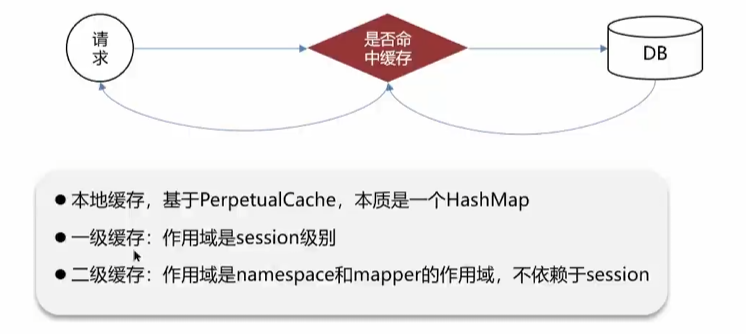 请
求
是否命
中缓存
DB
● 本地缓存，基于PerpetualCache，本质是一个HashMap
● 一级缓存：作用域是session级别
● 二级缓存：作用域是namespace和mapper的作用域，不依赖于session